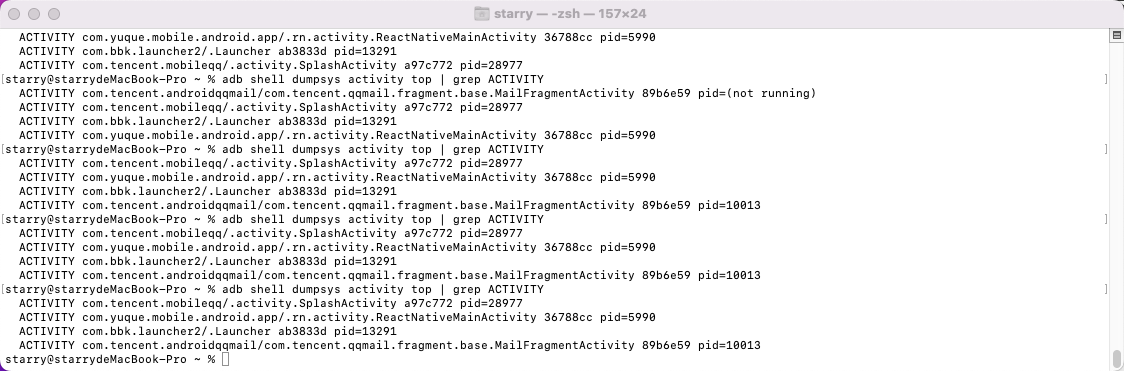 starry — -zsh — 157×24
ACTIVITY com.yuque.mobile.android.app/.rn.activity.ReactNativeMainActivity 36788cc pid=5990
ACTIVITY com.bbk.launcher2/.Launcher ab3833d pid=13291
ACTIVITY com.tencent.mobileqq/.activity.SplashActivity a97c772 pid=28977
[starry@starrydeMacBook-Pro ~ % adb shell dumpsys activity top | grep ACTIVITY ]
ACTIVITY com.tencent.androidqqmail/com.tencent.qqmail.fragment.base.MailFragmentActivity 89b6e59 pid=(not running)
ACTIVITY com.tencent.mobileqq/.activity.SplashActivity a97c772 pid=28977
ACTIVITY com.bbk.launcher2/.Launcher ab3833d pid=13291
ACTIVITY com.yuque.mobile.android.app/.rn.activity.ReactNativeMainActivity 36788cc pid=5990
[starry@starrydeMacBook-Pro ~ % adb shell dumpsys activity top | grep ACTIVITY ]
ACTIVITY com.tencent.mobileqq/.activity.SplashActivity a97c772 pid=28977
ACTIVITY com.yuque.mobile.android.app/.rn.activity.ReactNativeMainActivity 36788cc pid=5990
ACTIVITY com.bbk.launcher2/.Launcher ab3833d pid=13291
ACTIVITY com.tencent.androidqqmail/com.tencent.qqmail.fragment.base.MailFragmentActivity 89b6e59 pid=10013
[starry@starrydeMacBook-Pro ~ % adb shell dumpsys activity top | grep ACTIVITY ]
ACTIVITY com.tencent.mobileqq/.activity.SplashActivity a97c772 pid=28977
ACTIVITY com.yuque.mobile.android.app/.rn.activity.ReactNativeMainActivity 36788cc pid=5990
ACTIVITY com.bbk.launcher2/.Launcher ab3833d pid=13291
ACTIVITY com.tencent.androidqqmail/com.tencent.qqmail.fragment.base.MailFragmentActivity 89b6e59 pid=10013
[starry@starrydeMacBook-Pro ~ % adb shell dumpsys activity top | grep ACTIVITY ]
ACTIVITY com.tencent.mobileqq/.activity.SplashActivity a97c772 pid=28977
ACTIVITY com.yuque.mobile.android.app/.rn.activity.ReactNativeMainActivity 36788cc pid=5990
ACTIVITY com.bbk.launcher2/.Launcher ab3833d pid=13291
ACTIVITY com.tencent.androidqqmail/com.tencent.qqmail.fragment.base.MailFragmentActivity 89b6e59 pid=10013
starry@starrydeMacBook-Pro ~ %